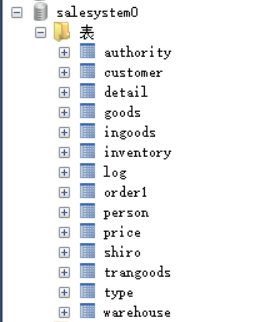 salesystem0
表
authority
customer
detail
goods
ingoods
inventory
log
order1
person
price
shiro
trangoods
type
warehouse